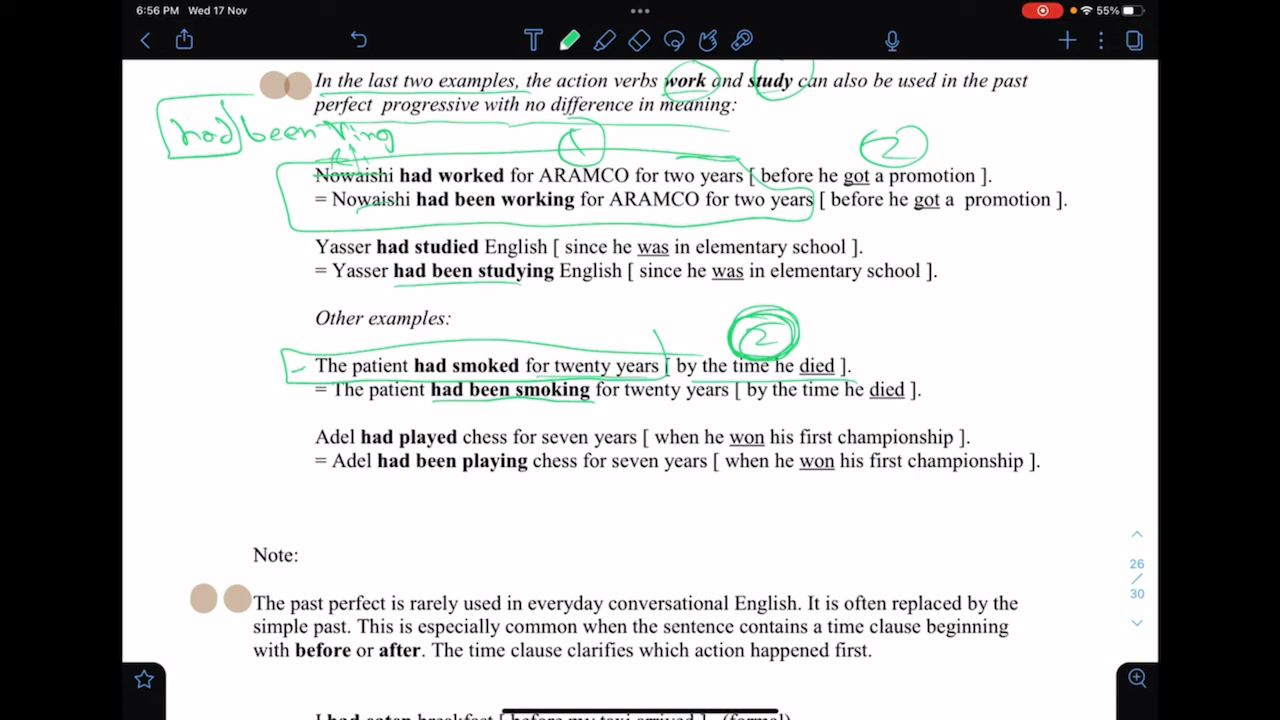 6:56 PM Wed 17 Nov
55%
In the last two examples, the action verbs work and study can also be used in the past
perfect progressive with no difference in meaning:
had been Ving
1
2
Nowaishi had worked for ARAMCO for two years [ before he got a promotion ].
= Nowaishi had been working for ARAMCO for two years [ before he got a promotion ].
Yasser had studied English [ since he was in elementary school ].
= Yasser had been studying English [ since he was in elementary school ].
Other examples:
2
The patient had smoked for twenty years [ by the time he died ].
= The patient had been smoking for twenty years [ by the time he died ].
Adel had played chess for seven years [ when he won his first championship ].
= Adel had been playing chess for seven years [ when he won his first championship ].
Note:
26
/
30
The past perfect is rarely used in everyday conversational English. It is often replaced by the
simple past. This is especially common when the sentence contains a time clause beginning
with before or after. The time clause clarifies which action happened first.
I had eaten breakfast [ before my taxi arrived ]. (formal)